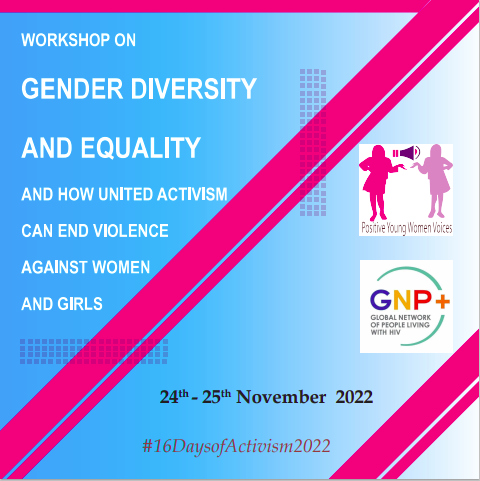 WORKSHOP ON
GENDER DIVERSITY
AND EQUALITY
AND HOW UNITED ACTIVISM
CAN END VIOLENCE
AGAINST WOMEN
AND GIRLS
Positive Young Women Voices
GNP+
GLOBAL NETWORK
OF PEOPLE LIVING
WITH HIV
24th - 25th November 2022
#16DaysofActivism2022